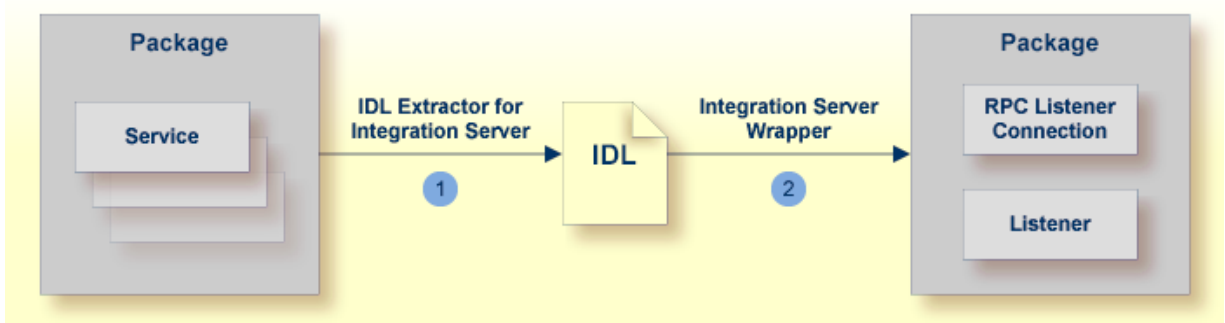 Package
Service
IDL Extractor for
Integration Server
1
IDL
Integration Server
Wrapper
2
Package
RPC Listener
Connection
Listener